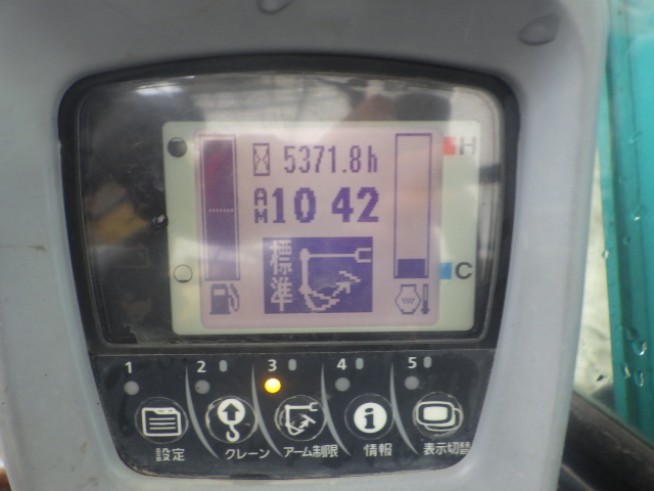 5371.8h
H
AM 10 42
標準
C
1 2 3 4 5
設定 クレーン アーム制限 情報 表示切替